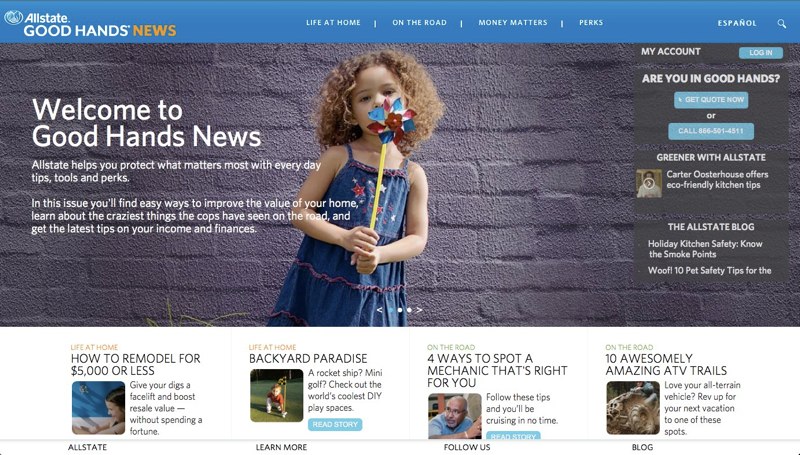 Allstate.
GOOD HANDS® NEWS
LIFE AT HOME | ON THE ROAD | MONEY MATTERS | PERKS
ESPAÑOL
MY ACCOUNT
LOG IN
ARE YOU IN GOOD HANDS?
GET QUOTE NOW
or
CALL 866-501-4511
GREENER WITH ALLSTATE
Carter Oosterhouse offers
eco-friendly kitchen tips
THE ALLSTATE BLOG
Holiday Kitchen Safety: Know
the Smoke Points
Woof! 10 Pet Safety Tips for the
Welcome to
Good Hands News
Allstate helps you protect what matters most with every day
tips, tools and perks.
In this issue you'll find easy ways to improve the value of your home,
learn about the craziest things the cops have seen on the road, and
get the latest tips on your income and finances.
< >
LIFE AT HOME
HOW TO REMODEL FOR
$5,000 OR LESS
Give your digs a
facelift and boost
resale value —
without spending a
fortune.
LIFE AT HOME
BACKYARD PARADISE
A rocket ship? Mini
golf? Check out the
world's coolest DIY
play spaces.
READ STORY
ON THE ROAD
4 WAYS TO SPOT A
MECHANIC THAT'S RIGHT
FOR YOU
Follow these tips
and you'll be
cruising in no time.
READ STORY
ON THE ROAD
10 AWESOMELY
AMAZING ATV TRAILS
Love your all-terrain
vehicle? Rev up for
your next vacation
to one of these
spots.
ALLSTATE
LEARN MORE
FOLLOW US
BLOG